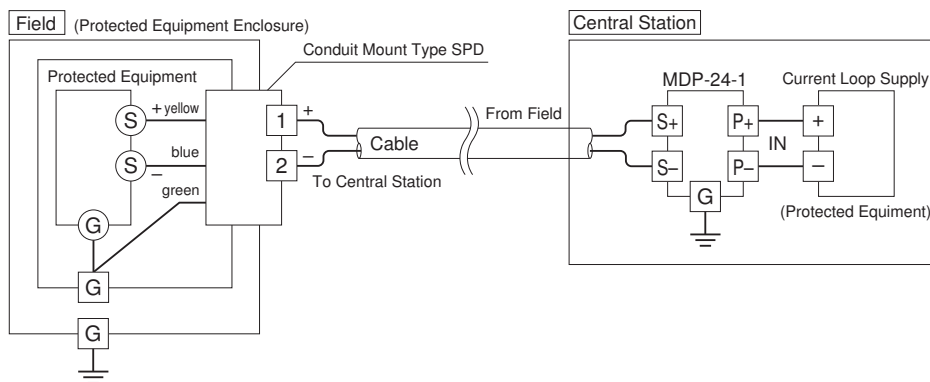 Field (Protected Equipment Enclosure)
Central Station
Conduit Mount Type SPD
Protected Equipment
MDP-24-1
Current Loop Supply
S
+ yellow
1
+
From Field
S+
P+
+
Cable
IN
S
blue
−
2
−
S−
P−
−
To Central Station
green
G
G
(Protected Equiment)
G
G